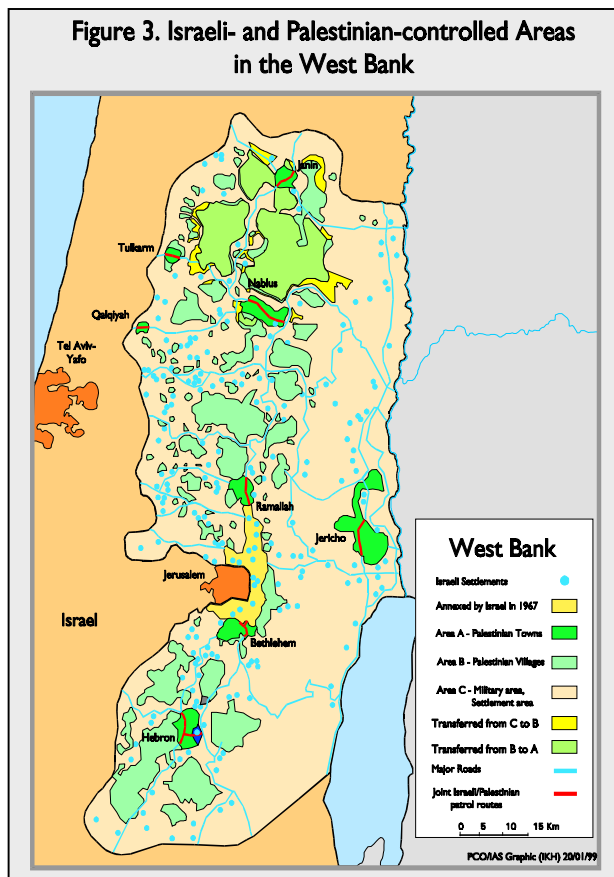 Figure 3. Israeli- and Palestinian-controlled Areas
in the West Bank
Janin
Tulkarm
Nablus
Qalqiyah
Tel Aviv-
Yafo
Ramallah
Jericho
Jerusalem
Israel
Bethlehem
Hebron
West Bank
Israeli Settlements
Annexed by Israel in 1967
Area A - Palestinian Towns
Area B - Palestinian Villages
Area C - Military area,
Settlement area
Transferred from C to B
Transferred from B to A
Major Roads
Joint Israeli/Palestinian
patrol routes
0 5 10 15 Km
PCO/IAS Graphic (IKH) 20/01/99